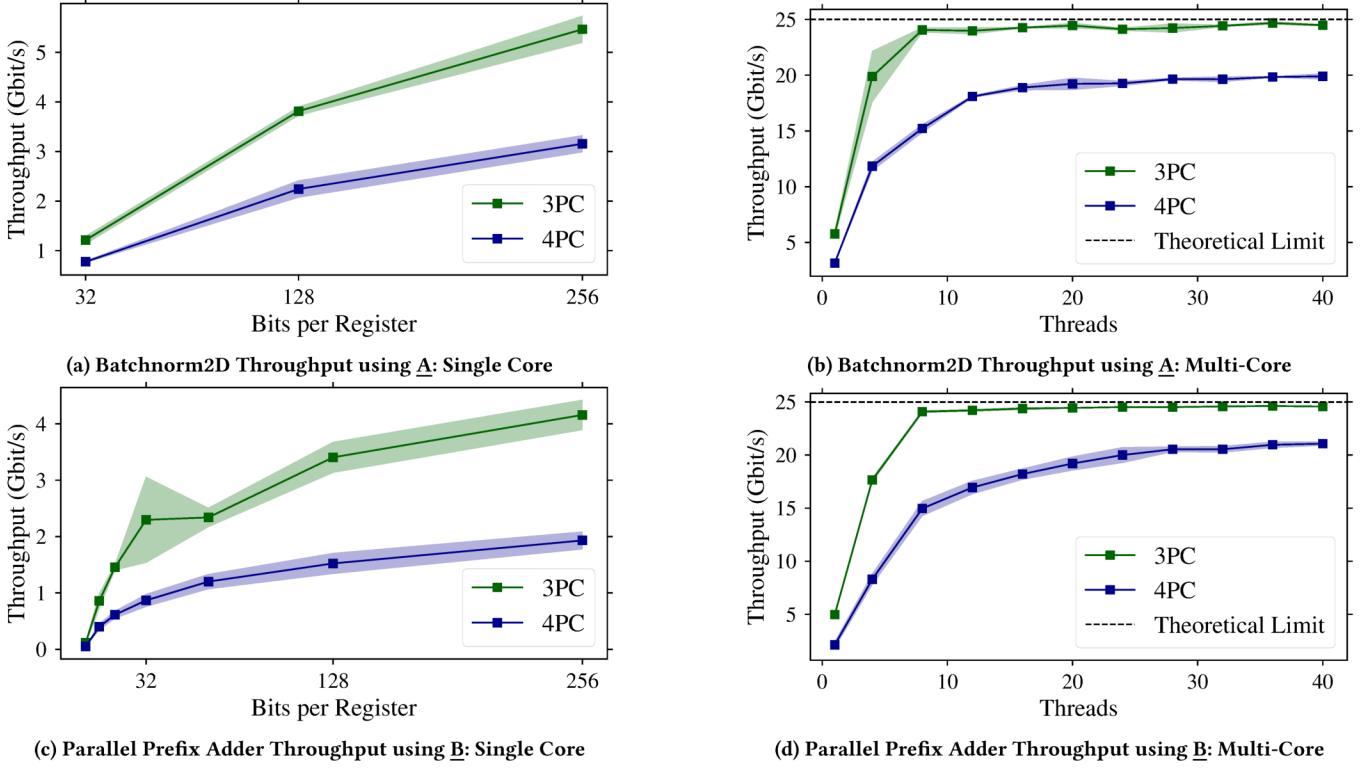 5
4
3
2
1
Throughput (Gbit/s)
3PC
4PC
32
128
256
Bits per Register
(a) Batchnorm2D Throughput using A: Single Core
25
20
15
10
5
Throughput (Gbit/s)
3PC
4PC
Theoretical Limit
0
10
20
30
40
Threads
(b) Batchnorm2D Throughput using A: Multi-Core
4
3
2
1
0
Throughput (Gbit/s)
3PC
4PC
32
128
256
Bits per Register
(c) Parallel Prefix Adder Throughput using B: Single Core
25
20
15
10
5
Throughput (Gbit/s)
3PC
4PC
Theoretical Limit
0
10
20
30
40
Threads
(d) Parallel Prefix Adder Throughput using B: Multi-Core